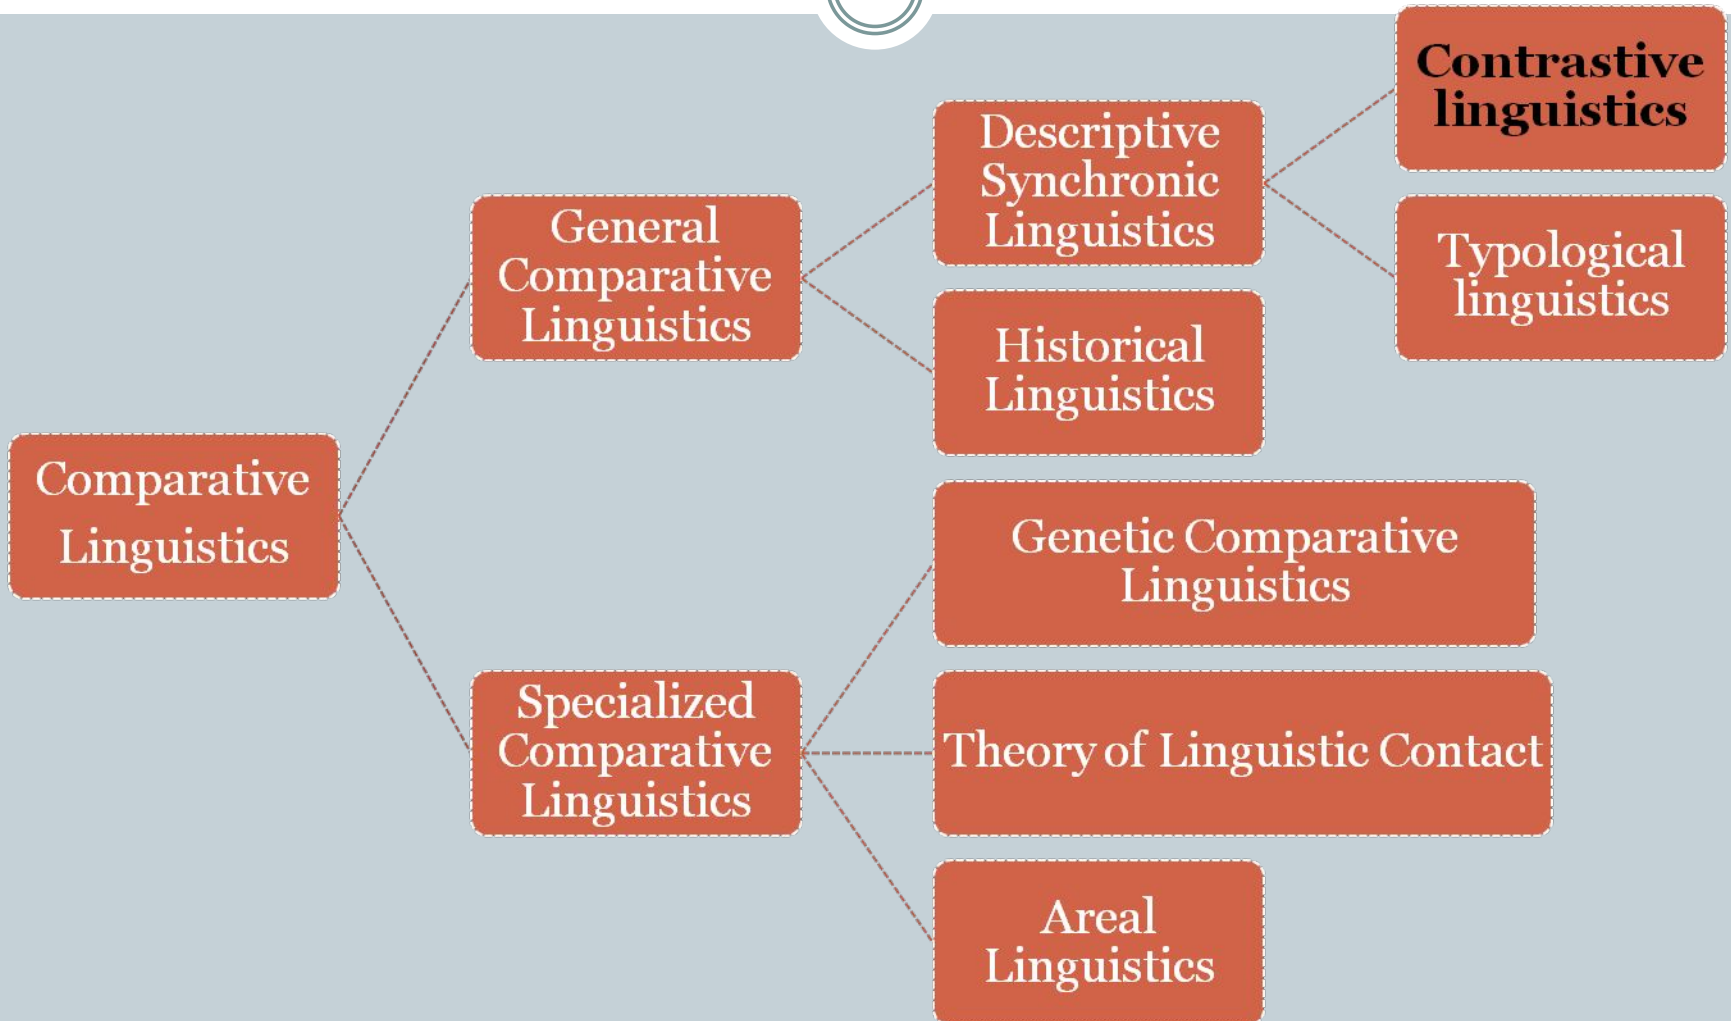 Contrastive
linguistics
Descriptive
Synchronic
Linguistics
General
Comparative
Linguistics
Typological
linguistics
Historical
Linguistics
Comparative
Linguistics
Genetic Comparative
Linguistics
Specialized
Comparative
Linguistics
Theory of Linguistic Contact
Areal
Linguistics